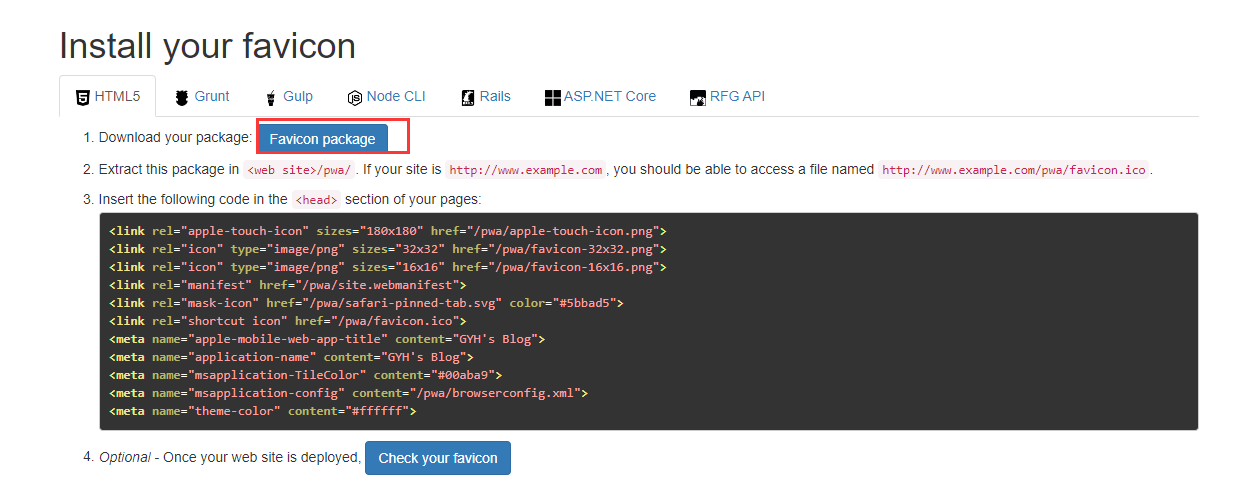 Install your favicon
HTML5 Grunt Gulp Node CLI Rails ASP.NET Core RFG API
1. Download your package: Favicon package
2. Extract this package in <web site>/pwa/. If your site is http://www.example.com, you should be able to access a file named http://www.example.com/pwa/favicon.ico.
3. Insert the following code in the <head> section of your pages:
<link rel="apple-touch-icon" sizes="180x180" href="/pwa/apple-touch-icon.png">
<link rel="icon" type="image/png" sizes="32x32" href="/pwa/favicon-32x32.png">
<link rel="icon" type="image/png" sizes="16x16" href="/pwa/favicon-16x16.png">
<link rel="manifest" href="/pwa/site.webmanifest">
<link rel="mask-icon" href="/pwa/safari-pinned-tab.svg" color="#5bbad5">
<link rel="shortcut icon" href="/pwa/favicon.ico">
<meta name="apple-mobile-web-app-title" content="GYH's Blog">
<meta name="application-name" content="GYH's Blog">
<meta name="msapplication-TileColor" content="#00aba9">
<meta name="msapplication-config" content="/pwa/browserconfig.xml">
<meta name="theme-color" content="#ffffff">
4. Optional - Once your web site is deployed, Check your favicon